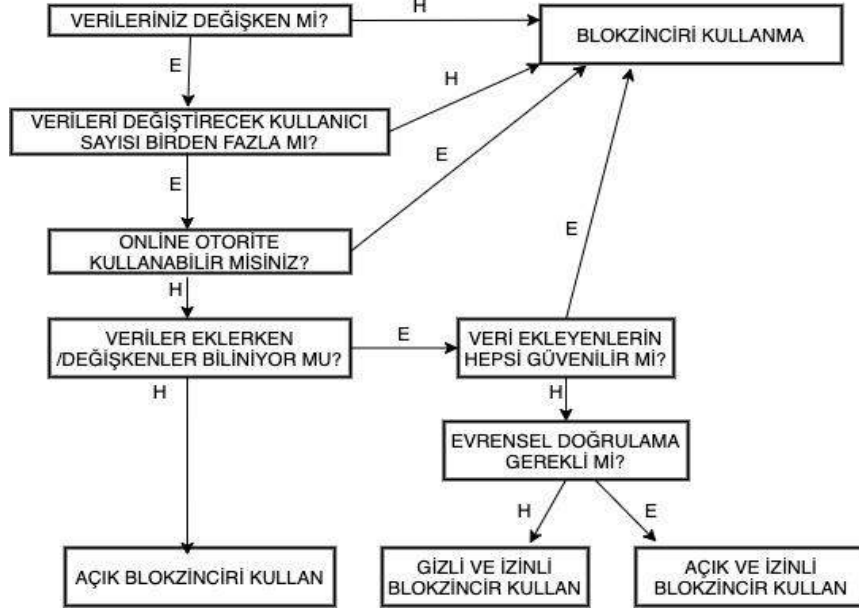 VERİLERİNİZ DEĞİŞKEN Mİ?
H
BLOKZİNCİRİ KULLANMA
E
H
VERİLERİ DEĞİŞTİRECEK KULLANICI
SAYISI BİRDEN FAZLA MI?
E
E
ONLINE OTORİTE
KULLANABİLİR MİSİNİZ?
E
H
VERİLER EKLERKEN
/DEĞİŞKENLER BİLİNİYOR MU?
E
VERİ EKLEYENLERİN
HEPSİ GÜVENİLİR Mİ?
H
H
EVRENSEL DOĞRULAMA
GEREKLİ Mİ?
H
E
AÇIK BLOKZİNCİRİ KULLAN
GİZLİ VE İZİNLİ
BLOKZİNCİR KULLAN
AÇIK VE İZİNLİ
BLOKZİNCİR KULLAN